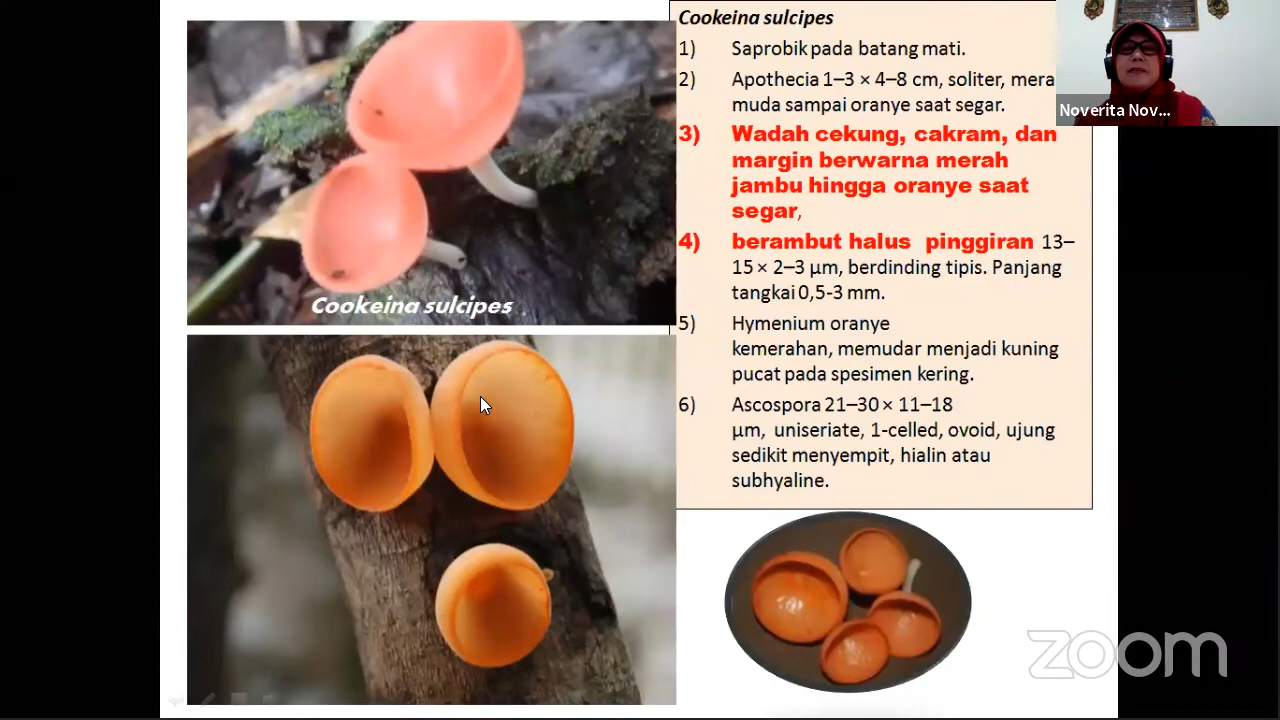 Cookeina sulcipes
1) Saprobik pada batang mati.
2) Apothecia 1–3 × 4–8 cm, soliter, mera
muda sampai oranye saat segar.
3) Wadah cekung, cakram, dan
margin berwarna merah
jambu hingga oranye saat
segar,
4) berambut halus pinggiran 13–
15 × 2–3 μm, berdinding tipis. Panjang
tangkai 0,5-3 mm.
5) Hymenium oranye
kemerahan, memudar menjadi kuning
pucat pada spesimen kering.
6) Ascospora 21–30 × 11–18
μm, uniseriate, 1-celled, ovoid, ujung
sedikit menyempit, hialin atau
subhyaline.
Cookeina sulcipes
Noverita Nov...
zoom